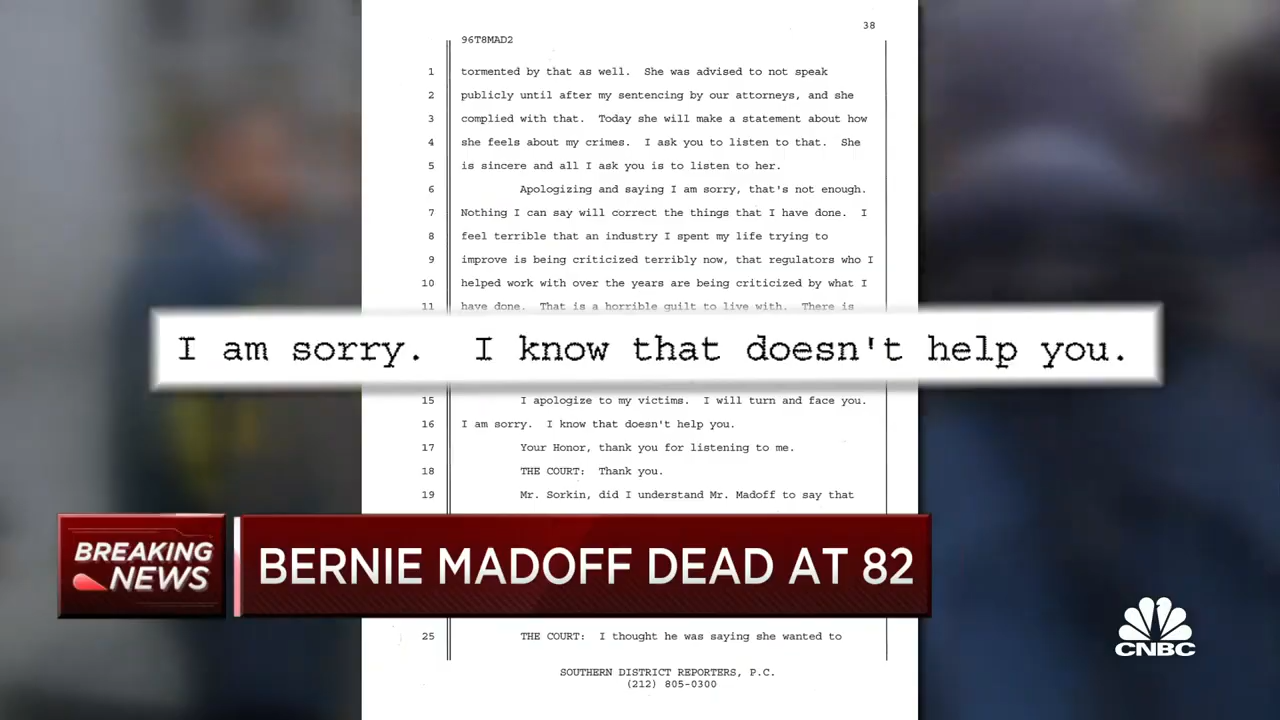 38
96T8MAD2
1 tormented by that as well. She was advised to not speak
2 publicly until after my sentencing by our attorneys, and she
3 complied with that. Today she will make a statement about how
4 she feels about my crimes. I ask you to listen to that. She
5 is sincere and all I ask you is to listen to her.
6 Apologizing and saying I am sorry, that's not enough.
7 Nothing I can say will correct the things that I have done. I
8 feel terrible that an industry I spent my life trying to
9 improve is being criticized terribly now, that regulators who I
10 helped work with over the years are being criticized by what I
11 have done. That is a horrible guilt to live with. There is
I am sorry. I know that doesn't help you.
15 I apologize to my victims. I will turn and face you.
16 I am sorry. I know that doesn't help you.
17 Your Honor, thank you for listening to me.
18 THE COURT: Thank you.
19 Mr. Sorkin, did I understand Mr. Madoff to say that
BREAKING
NEWS
BERNIE MADOFF DEAD AT 82
25 THE COURT: I thought he was saying she wanted to
SOUTHERN DISTRICT REPORTERS, P.C.
(212) 805-0300
CNBC